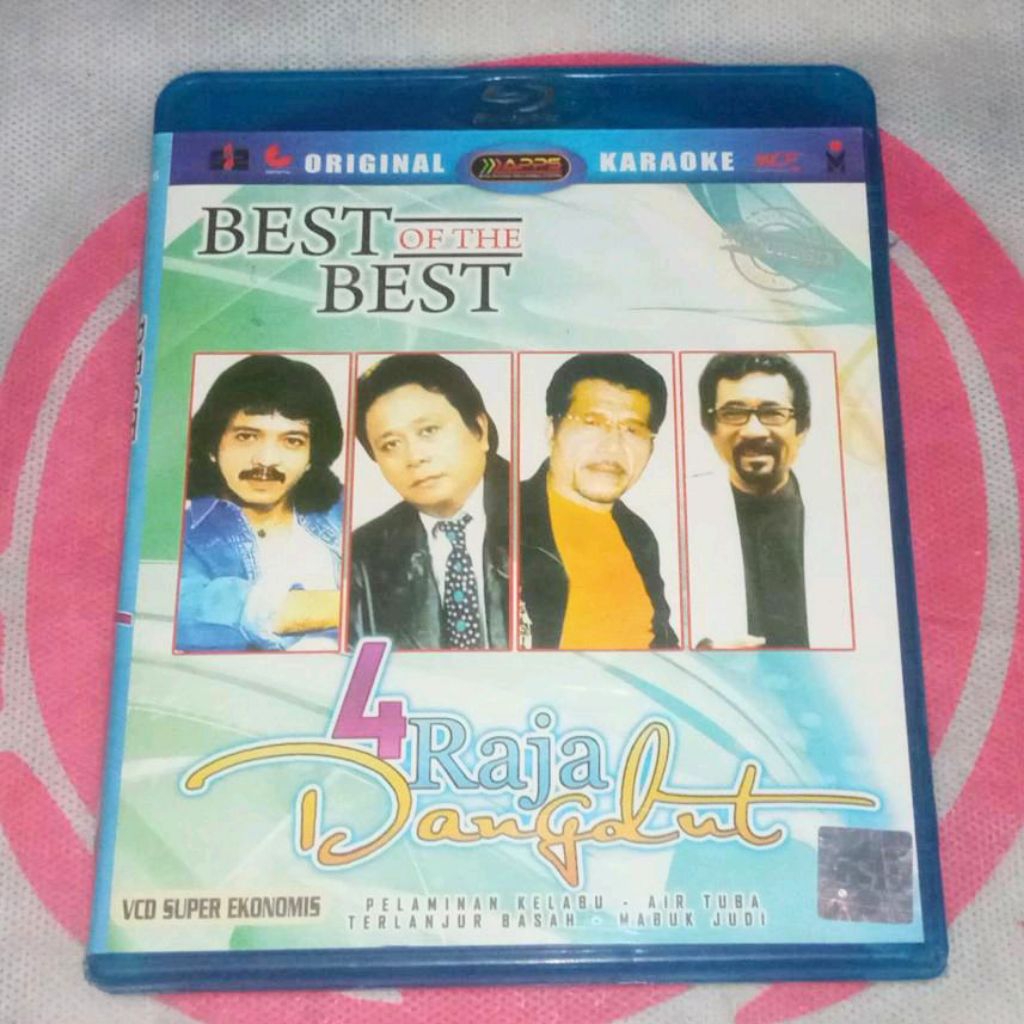 ORIGINAL APPS KARAOKE
BEST OF THE
BEST
4 Raja
Dangdut
VCD SUPER EKONOMIS
PELAMINAN KELABU - AIR TUBA
TERLANJUR BASAH - MABUK JUDI